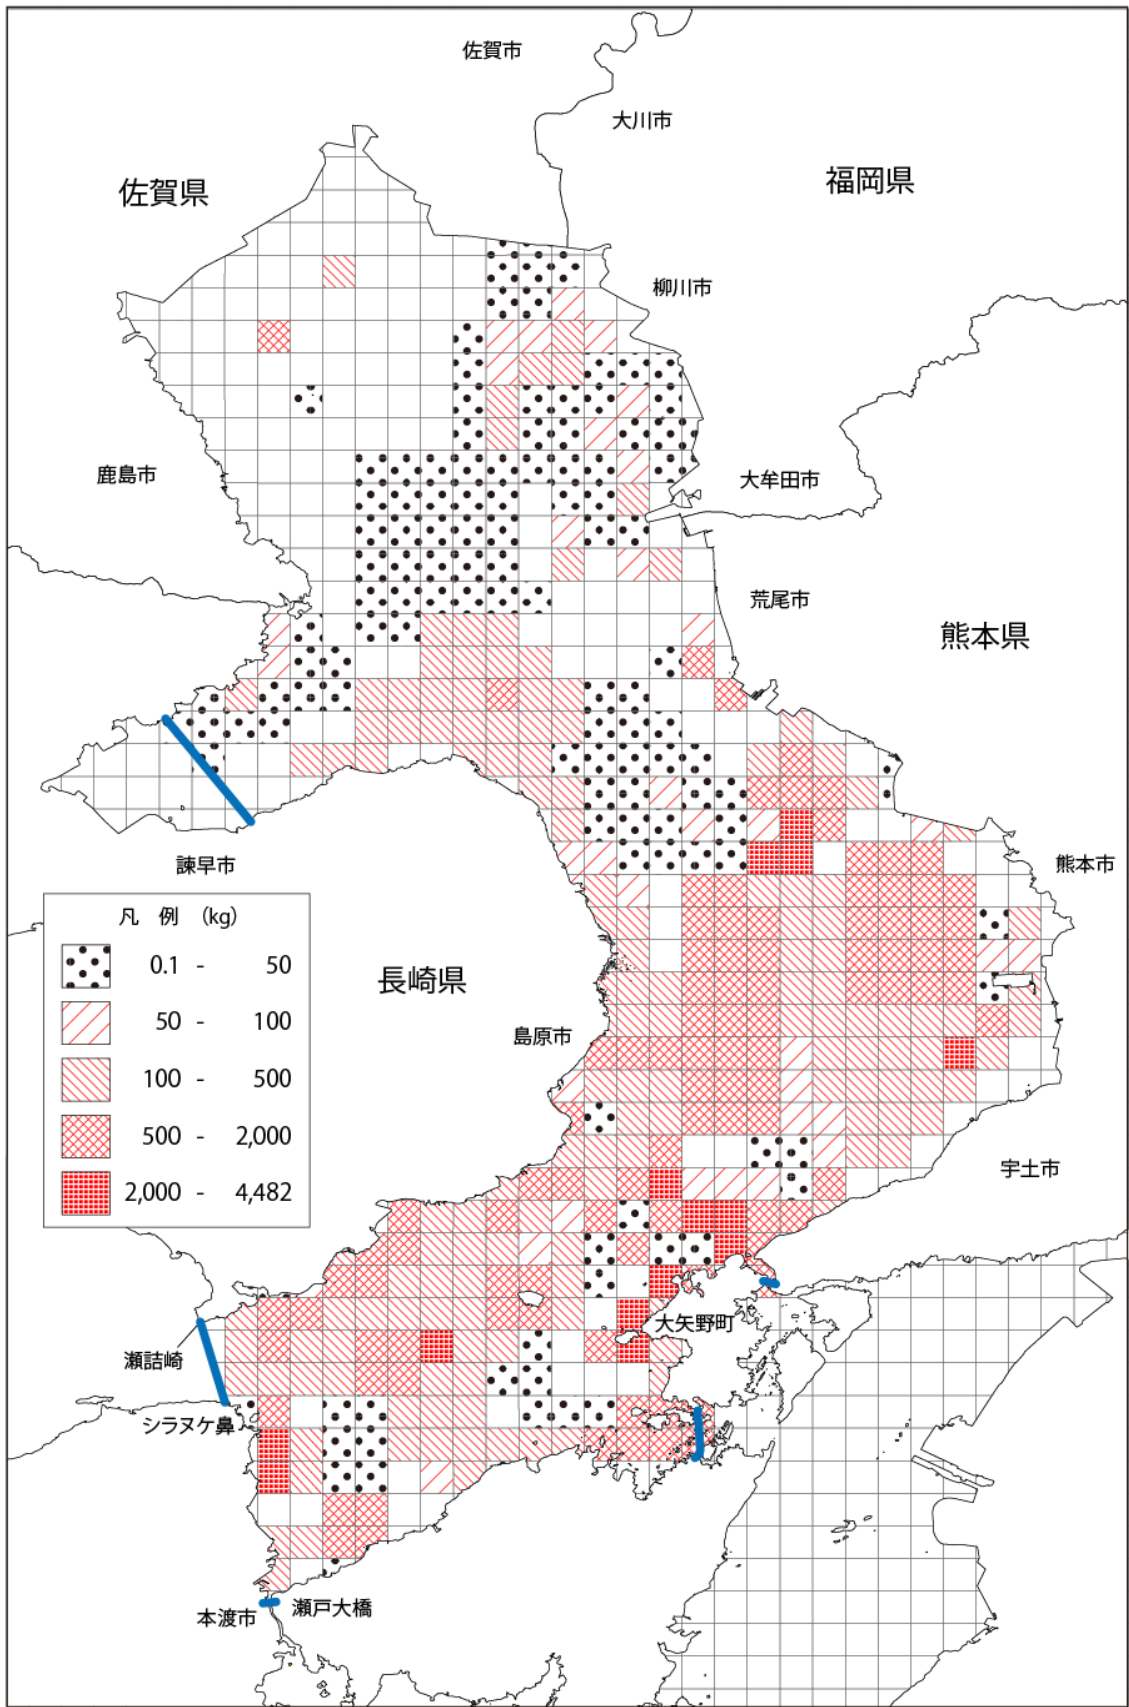 佐賀市
大川市
佐賀県
福岡県
柳川市
鹿島市
大牟田市
荒尾市
熊本県
諫早市
熊本市
凡 例 (kg)
0.1 - 50
50 - 100
100 - 500
500 - 2,000
2,000 - 4,482
長崎県
島原市
宇土市
大矢野町
瀬詰崎
シラヌケ鼻
本渡市
瀬戸大橋